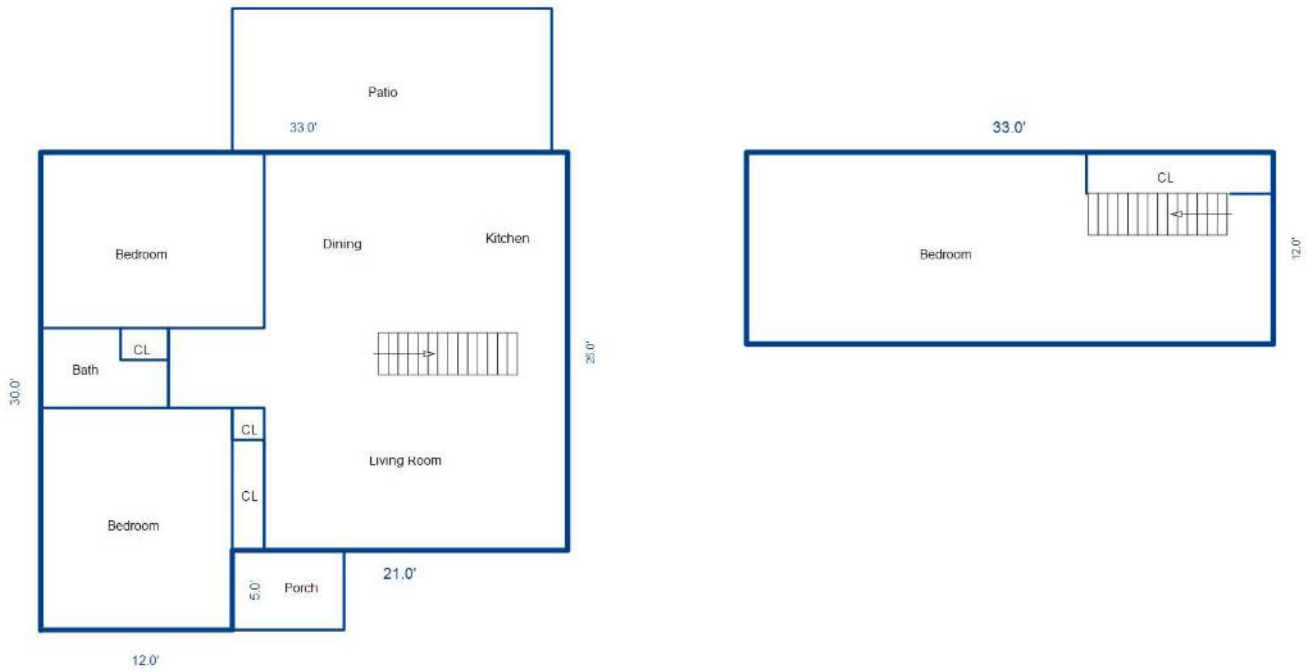 Patio
33.0'
33.0'
CL
Dining
Kitchen
Bedroom
Bedroom
12.0'
CL
25.0'
Bath
30.0'
CL
Living Room
CL
Bedroom
21.0'
5.0'
Porch
12.0'